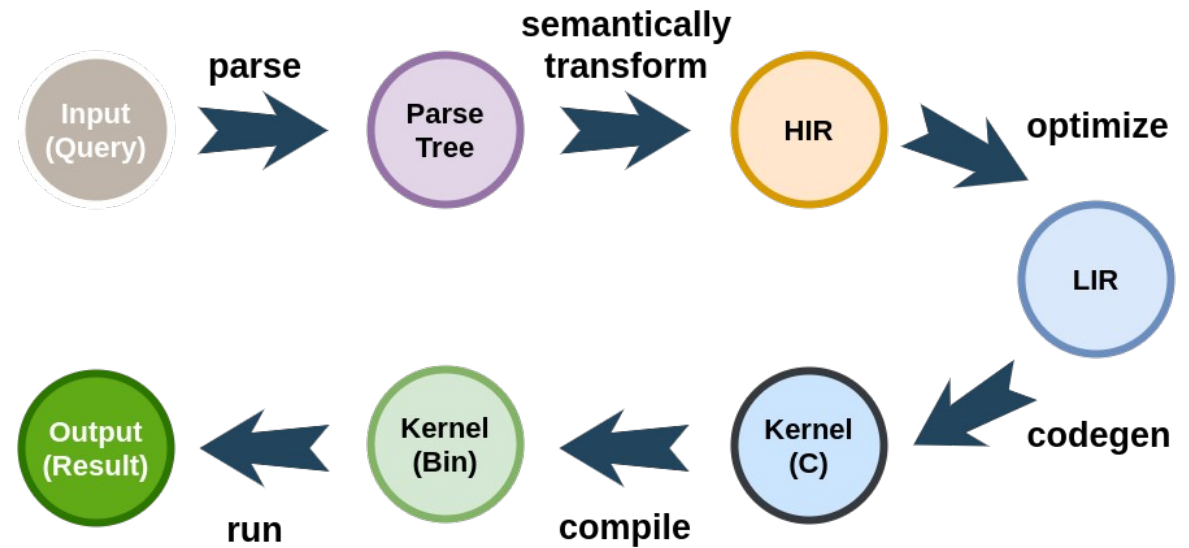 Input
(Query)
parse
Parse
Tree
semantically
transform
HIR
optimize
LIR
codegen
Kernel
(C)
compile
Kernel
(Bin)
run
Output
(Result)